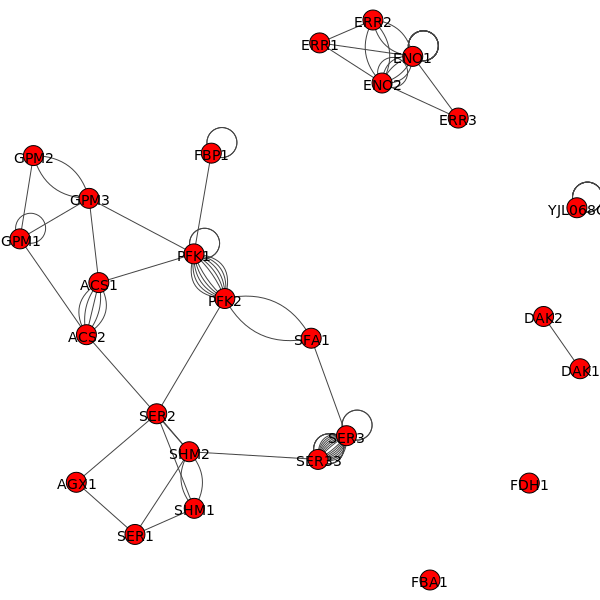 ERR2
ERR1
ENO1
ENO2
ERR3
FBP1
GPM2
GPM3
YJL068C
GPM1
PFK1
ACS1
PFK2
DAK2
ACS2
SFA1
DAK1
SER2
SER3
SHM2
SER33
AGX1
FDH1
SHM1
SER1
FBA1